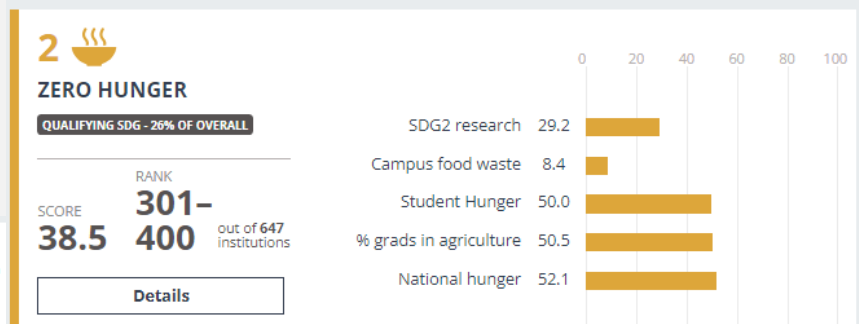 2
ZERO HUNGER
QUALIFYING SDG - 26% OF OVERALL
SCORE
38.5
RANK
301–
400
out of 647
institutions
Details
0 20 40 60 80 100
SDG2 research 29.2
Campus food waste 8.4
Student Hunger 50.0
% grads in agriculture 50.5
National hunger 52.1